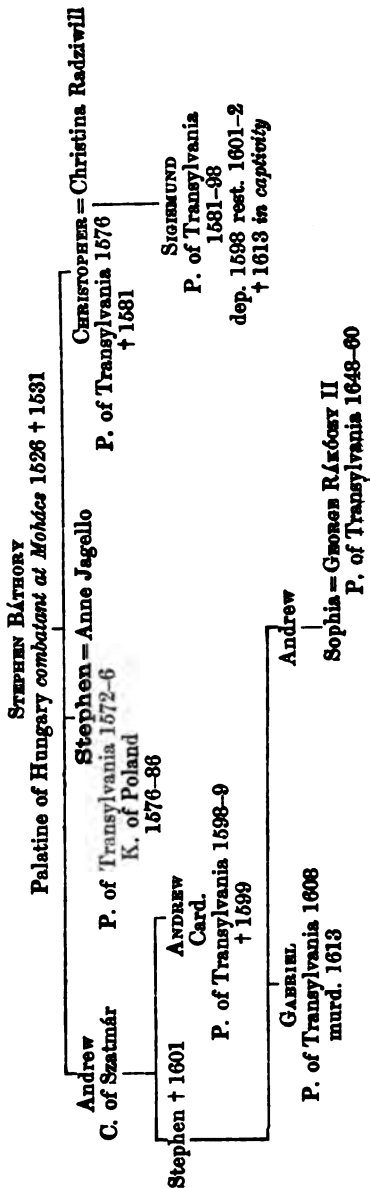 STEPHEN BÁTHORY
Palatine of Hungary combatant at Mohács 1526 † 1531
Andrew
C. of Szatmár
Stephen = Anne Jagello
P. of Transylvania 1572–6
K. of Poland
1576–86
CHRISTOPHER = Christina Radziwill
P. of Transylvania 1576
† 1581
Stephen † 1601
ANDREW
Card.
P. of Transylvania 1598–9
† 1599
SIGISMUND
P. of Transylvania
1581–98
dep. 1598 rest. 1601–2
† 1613 in captivity
GABRIEL
P. of Transylvania 1608
murd. 1613
Andrew
Sophia = GEORGE RÁKÓCSY II
P. of Transylvania 1648–60